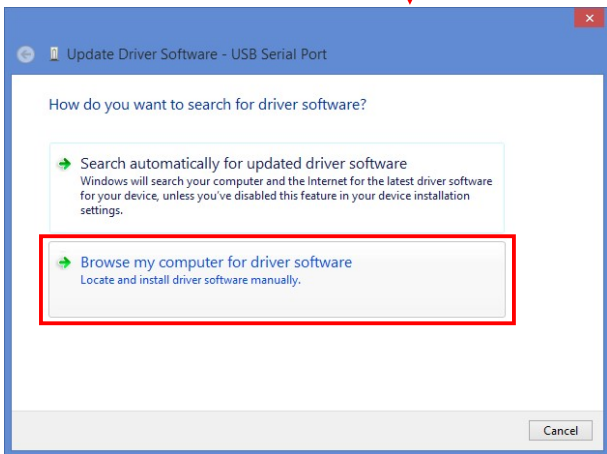 Update Driver Software - USB Serial Port
How do you want to search for driver software?
Search automatically for updated driver software
Windows will search your computer and the Internet for the latest driver software
for your device, unless you've disabled this feature in your device installation
settings.
Browse my computer for driver software
Locate and install driver software manually.
Cancel